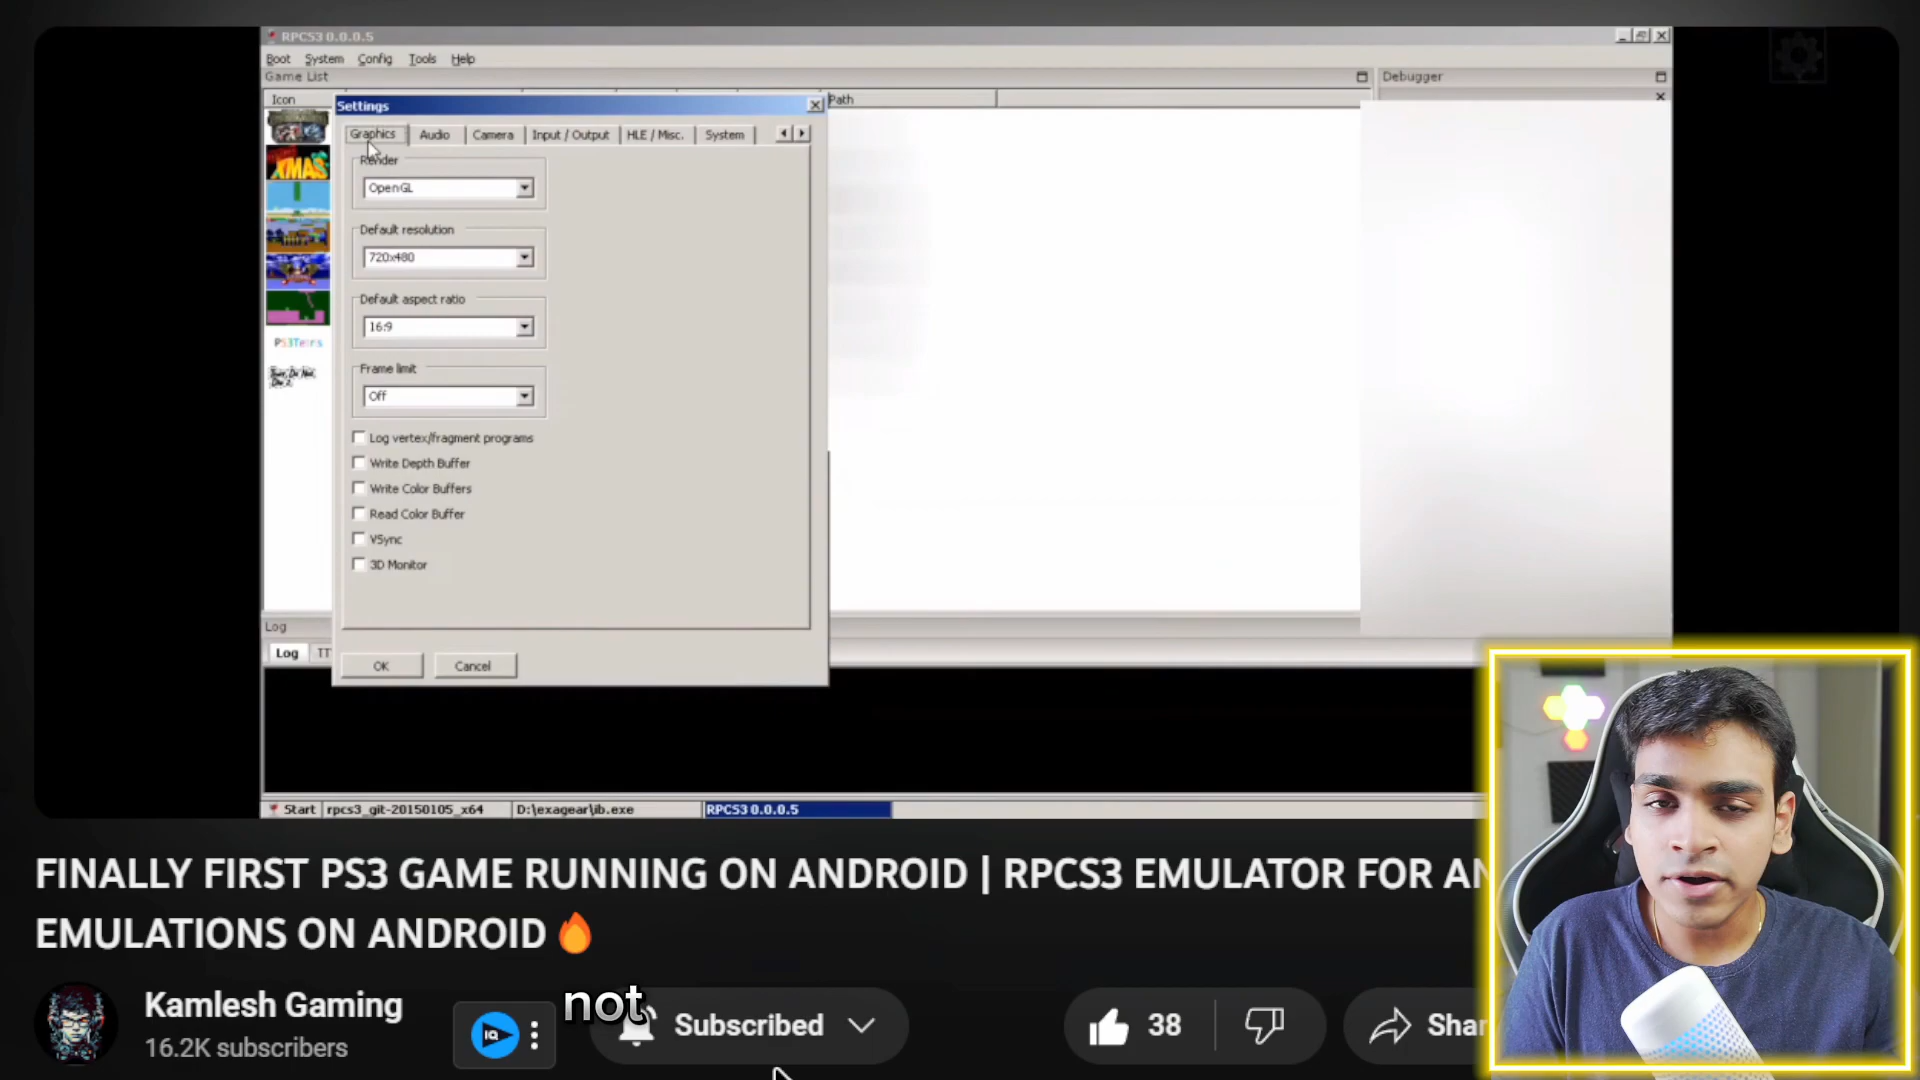 RPCS3 0.0.0.5
Boot System Config Tools Help
Game List
Debugger
Icon
Path
Settings
Graphics Audio Camera Input / Output HLE / Misc. System
Render
OpenGL
Default resolution
720x480
Default aspect ratio
16:9
PS3Tetris
Frame limit
Off
Log vertex/fragment programs
Write Depth Buffer
Write Color Buffers
Read Color Buffer
VSync
3D Monitor
Log
Log TT
OK Cancel
Start rpcs3_git-20150105_x64 D:\exagear\ib.exe RPCS3 0.0.0.5
FINALLY FIRST PS3 GAME RUNNING ON ANDROID | RPCS3 EMULATOR FOR AN
EMULATIONS ON ANDROID🔥
Kamlesh Gaming
16.2K subscribers
IQ
not
Subscribed
38
Shar